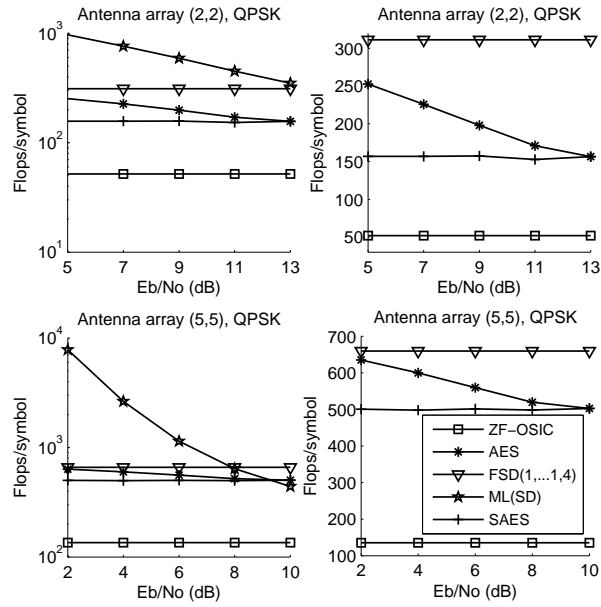 Antenna array (2,2), QPSK
Flops/symbol
10^3
10^2
10^1
5 7 9 11 13
Eb/No (dB)
Antenna array (2,2), QPSK
Flops/symbol
300
250
200
150
100
50
5 7 9 11 13
Eb/No (dB)
Antenna array (5,5), QPSK
Flops/symbol
10^4
10^3
10^2
2 4 6 8 10
Eb/No (dB)
Antenna array (5,5), QPSK
Flops/symbol
700
600
500
400
300
200
100
2 4 6 8 10
Eb/No (dB)
ZF−OSIC
AES
FSD(1,...1,4)
ML(SD)
SAES